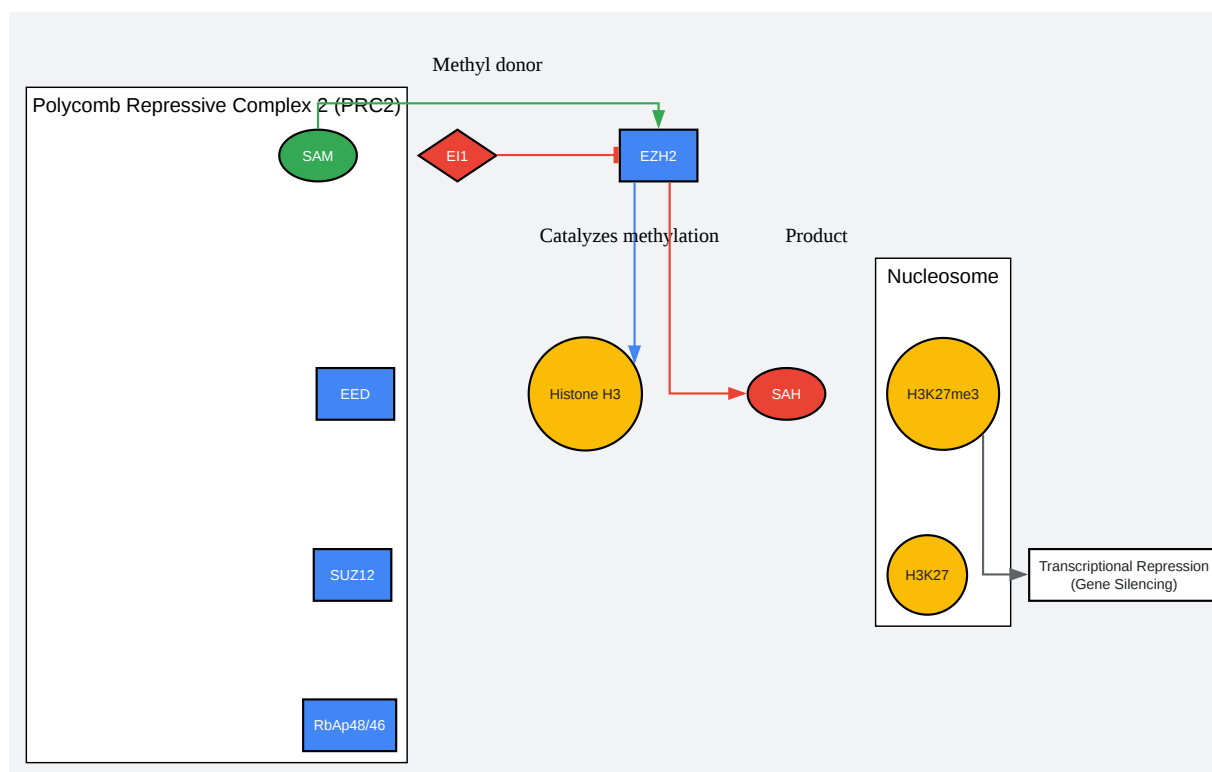 Methyl donor
Polycomb Repressive Complex 2 (PRC2)
SAM
EI1
EZH2
Catalyzes methylation
Product
Nucleosome
EED
Histone H3
SAH
H3K27me3
SUZ12
H3K27
Transcriptional Repression
(Gene Silencing)
RbAp48/46